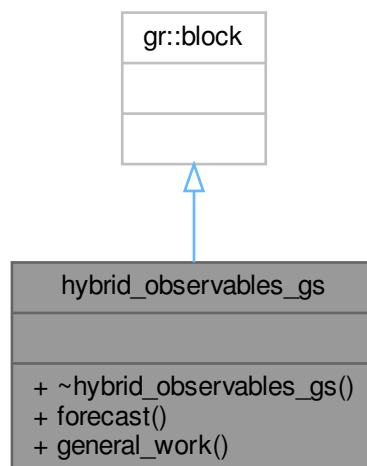 gr::block
hybrid_observables_gs
+ ~hybrid_observables_gs()
+ forecast()
+ general_work()